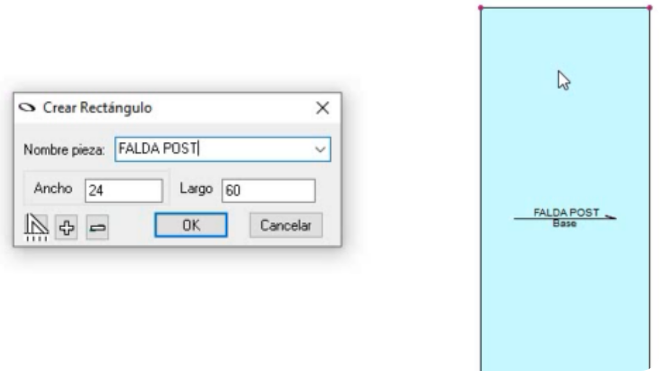 Crear Rectángulo
Nombre pieza: FALDA POST
Ancho 24 Largo 60
OK Cancelar
FALDA POST
Base